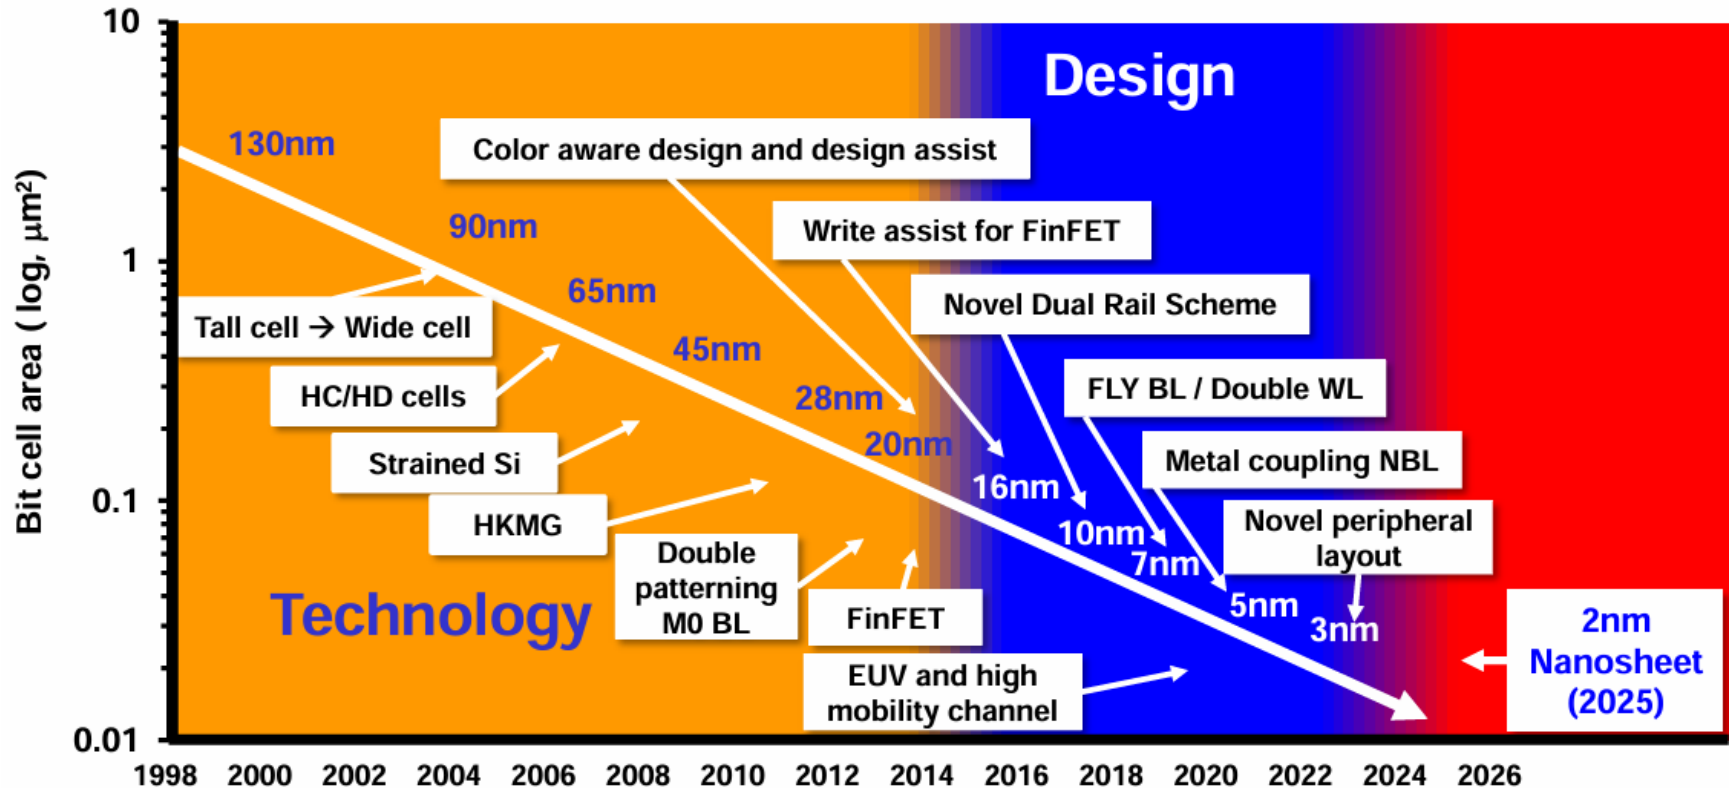 10
1
0.1
0.01
Bit cell area ( log, μm²)
Design
130nm
Color aware design and design assist
90nm
Write assist for FinFET
65nm
Novel Dual Rail Scheme
Tall cell → Wide cell
45nm
HC/HD cells
28nm
FLY BL / Double WL
20nm
Strained Si
Metal coupling NBL
16nm
HKMG
10nm
Novel peripheral
layout
7nm
Double
patterning
M0 BL
Technology
FinFET
5nm
3nm
2nm
Nanosheet
(2025)
EUV and high
mobility channel
1998 2000 2002 2004 2006 2008 2010 2012 2014 2016 2018 2020 2022 2024 2026